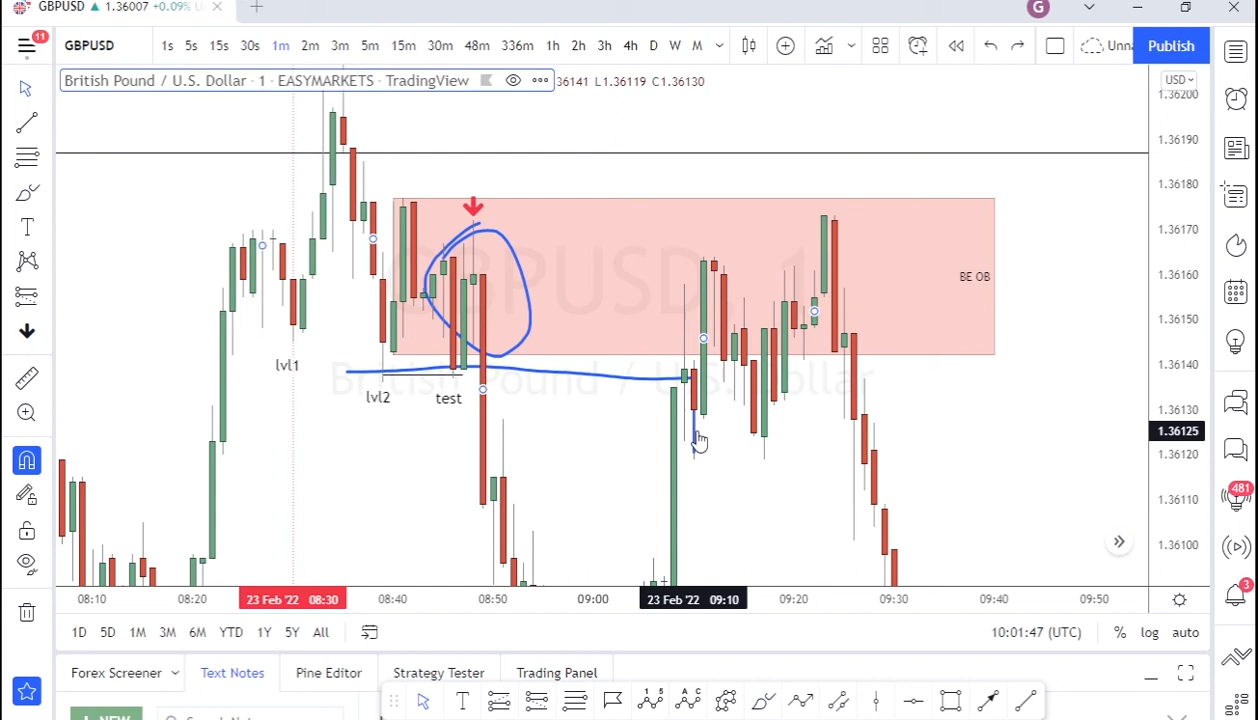 GBPUSD ▲ 1.36007 +0.09%
G
11
GBPUSD 1s 5s 15s 30s 1m 2m 3m 5m 15m 30m 48m 336m 1h 2h 3h 4h D W M Unna Publish
British Pound / U.S. Dollar · 1 · EASYMARKETS · TradingView 36141 L1.36119 C1.36130
USD
1.36200
1.36190
1.36180
1.36170
GBPUSD, 1
1.36160
BE OB
1.36150
lvl1
1.36140
British Pound / U.S. Dollar
lvl2 test
1.36130
1.36125
1.36120
1.36110
481
1.36100
3
08:10 08:20 23 Feb '22 08:30 08:40 08:50 09:00 23 Feb '22 09:10 09:20 09:30 09:40 09:50
1D 5D 1M 3M 6M YTD 1Y 5Y All 10:01:47 (UTC) % log auto
Forex Screener Text Notes Pine Editor Strategy Tester Trading Panel